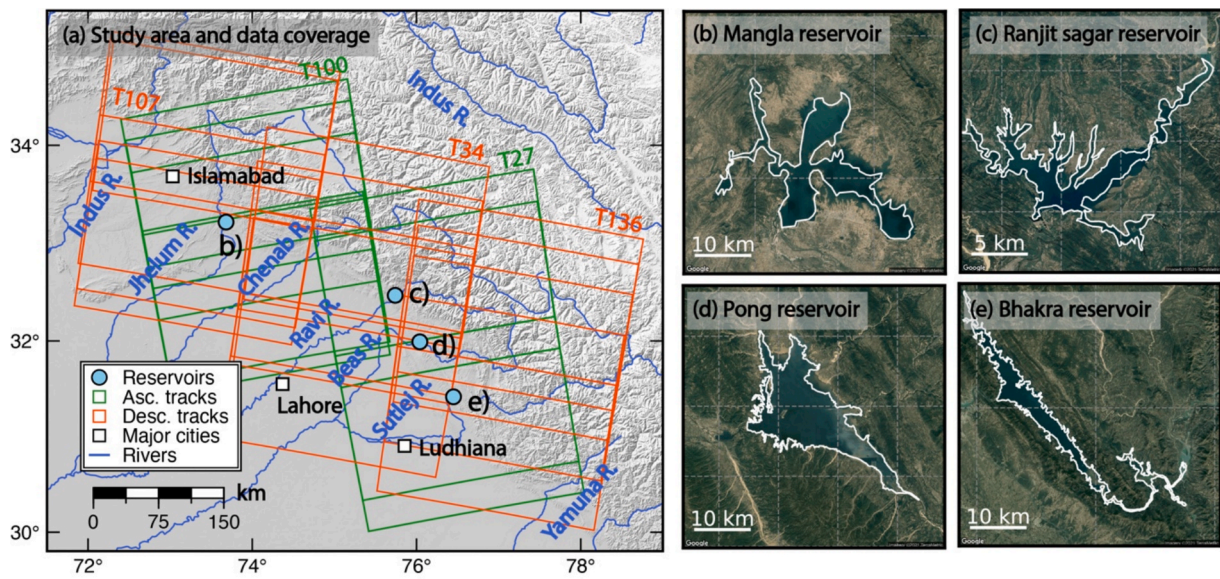 (a) Study area and data coverage
T100
T107
Indus R.
34°
T34
T27
Islamabad
Indus R.
T136
b)
Jhelum R.
Chenab R.
c)
Ravi R.
32°
d)
Beas R.
Reservoirs
Asc. tracks
Desc. tracks
Major cities
Rivers
Lahore
Sutlej R.
e)
Ludhiana
km
0 75 150
Yamuna R.
30°
72° 74° 76° 78°
(b) Mangla reservoir
10 km
Google
(c) Ranjit sagar reservoir
5 km
Google
(d) Pong reservoir
10 km
Google
(e) Bhakra reservoir
10 km
Google